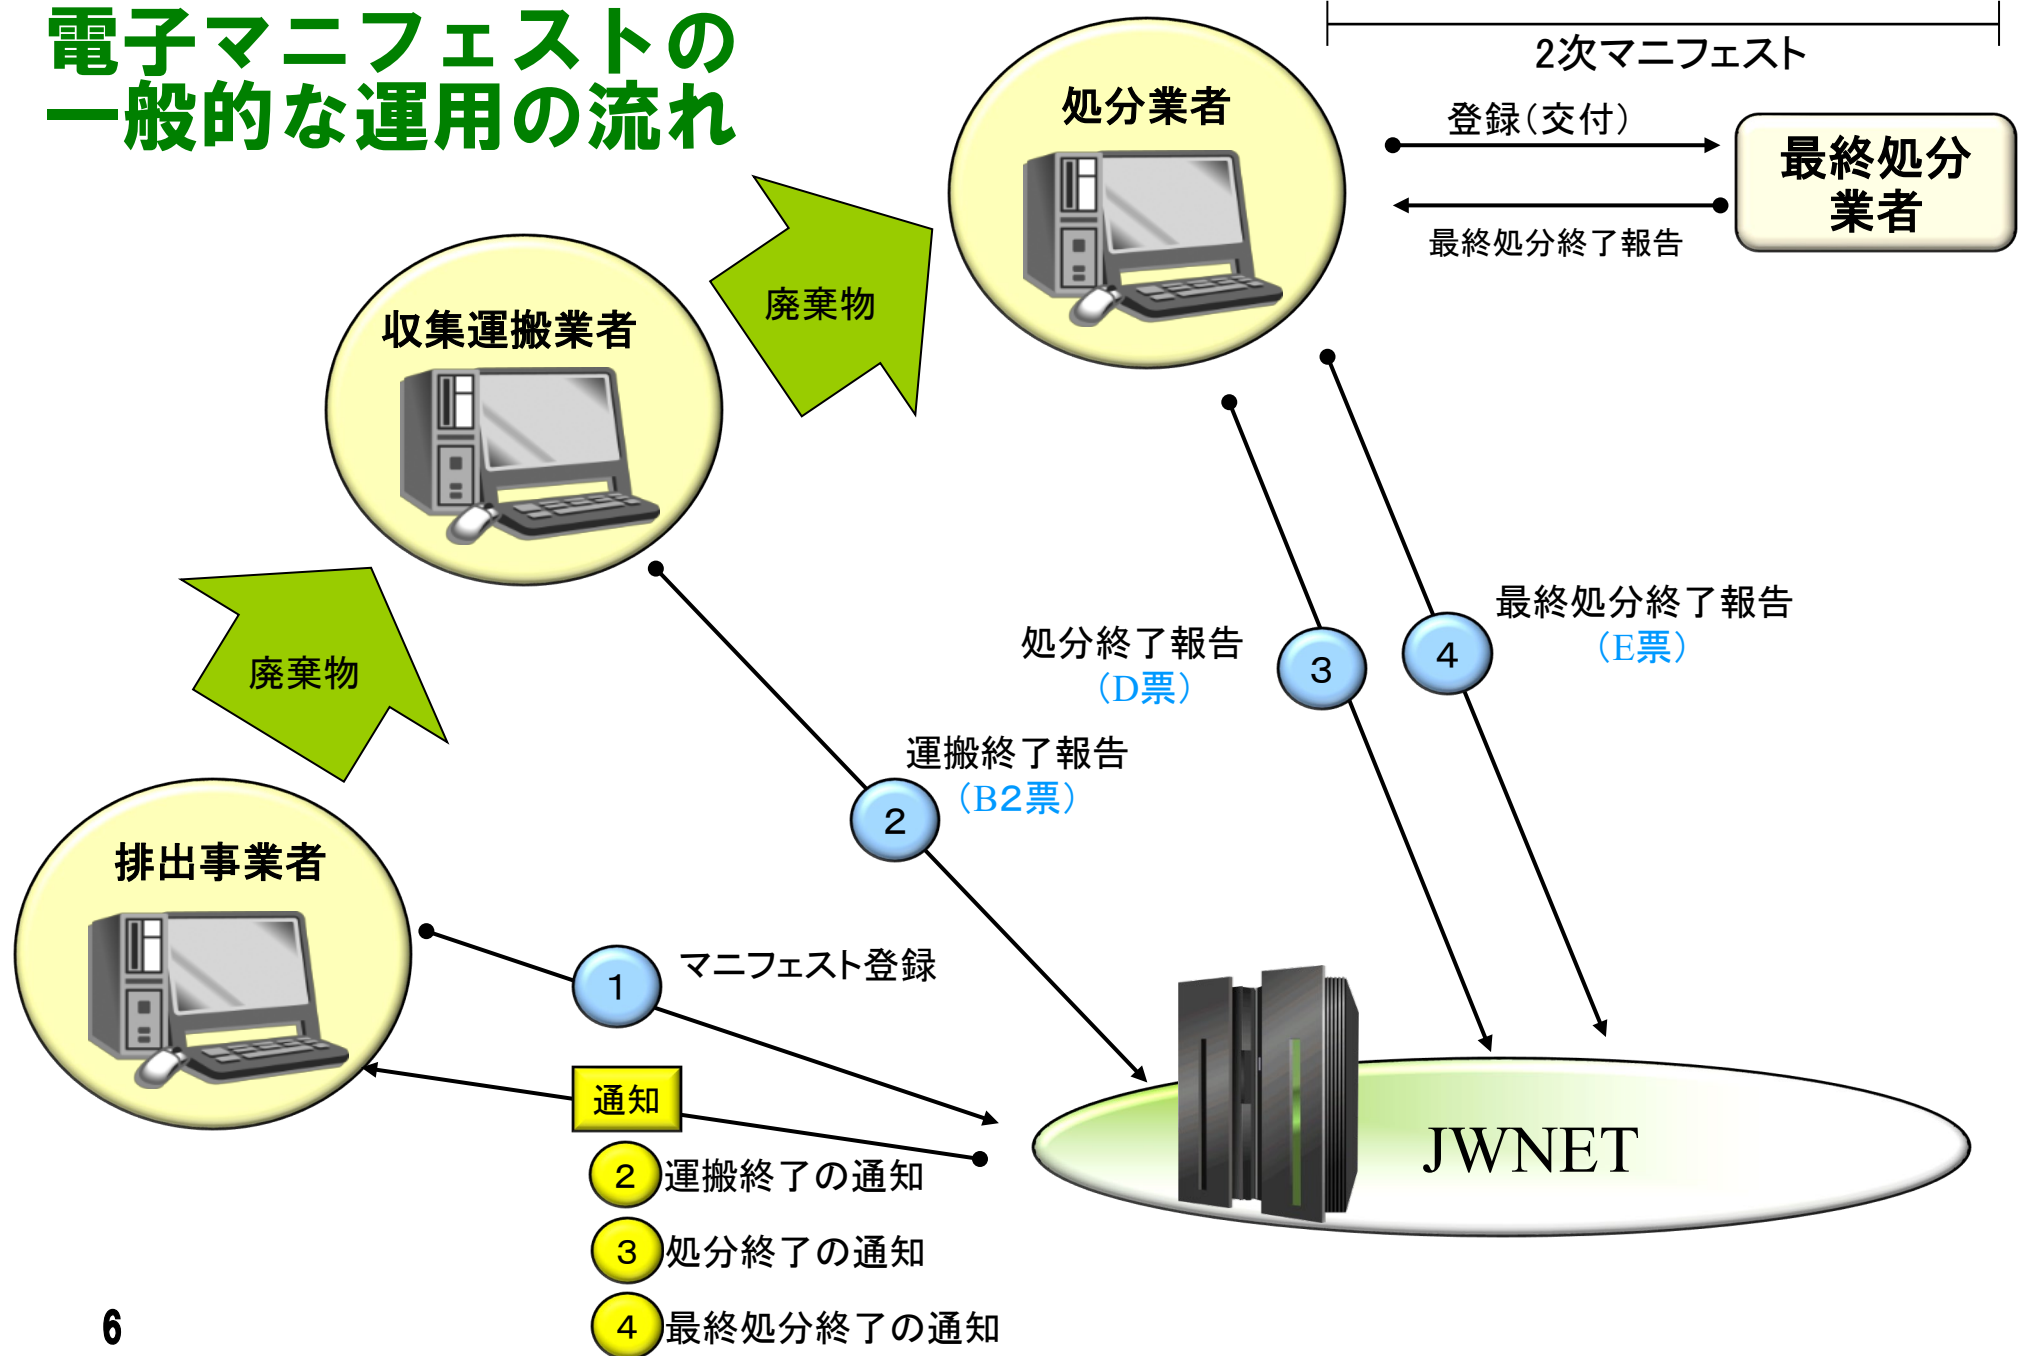 電子マニフェストの
一般的な運用の流れ
2次マニフェスト
処分業者
登録（交付）
最終処分
業者
最終処分終了報告
廃棄物
収集運搬業者
最終処分終了報告
（E票）
処分終了報告
（D票）
3
4
廃棄物
運搬終了報告
（B2票）
2
排出事業者
1
マニフェスト登録
通知
JWNET
2 運搬終了の通知
3 処分終了の通知
4 最終処分終了の通知
6